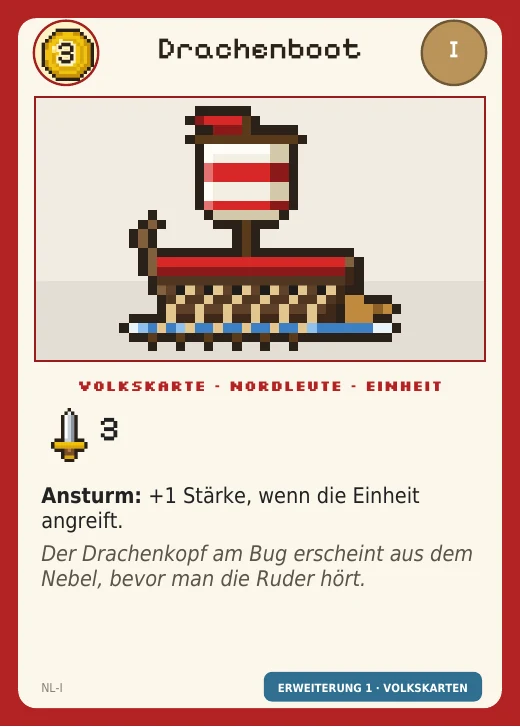 3
Drachenboot
I
VOLKSKARTE · NORDLEUTE · EINHEIT
3
Ansturm: +1 Stärke, wenn die Einheit
angreift.
Der Drachenkopf am Bug erscheint aus dem
Nebel, bevor man die Ruder hört.
NL-I
ERWEITERUNG 1 · VOLKSKARTEN